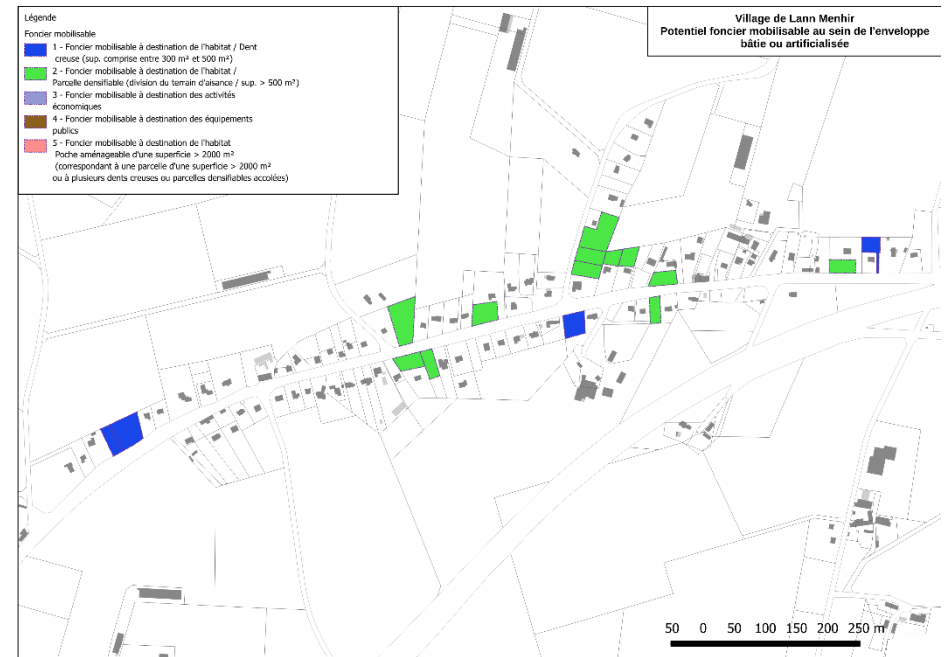 Légende
Foncier mobilisable
1 - Foncier mobilisable à destination de l'habitat / Dent
creuse (sup. comprise entre 300 m² et 500 m²)
2 - Foncier mobilisable à destination de l'habitat /
Parcelle densifiable (division du terrain d'aisance / sup. > 500 m²)
3 - Foncier mobilisable à destination des activités
économiques
4 - Foncier mobilisable à destination des équipements
publics
5 - Foncier mobilisable à destination de l'habitat
Poche aménageable d'une superficie > 2000 m²
(correspondant à une parcelle d'une superficie > 2000 m²
ou à plusieurs dents creuses ou parcelles densifiables accolées)
Village de Lann Menhir
Potentiel foncier mobilisable au sein de l'enveloppe
bâtie ou artificialisée
50 0 50 100 150 200 250 m